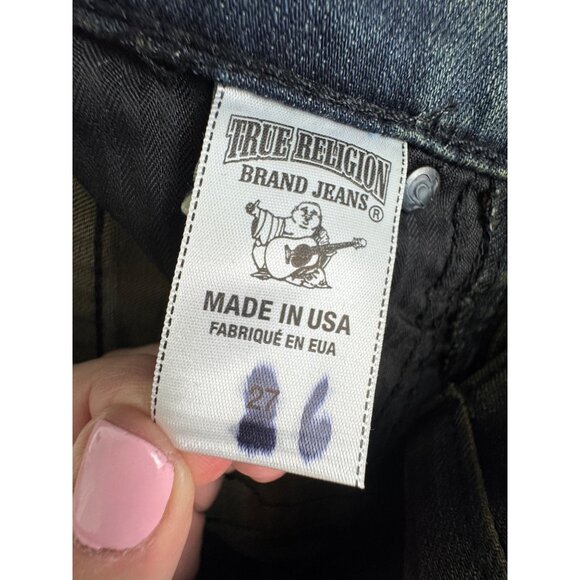 TRUE RELIGION
BRAND JEANS®
MADE IN USA
FABRIQUÉ EN EUA
27